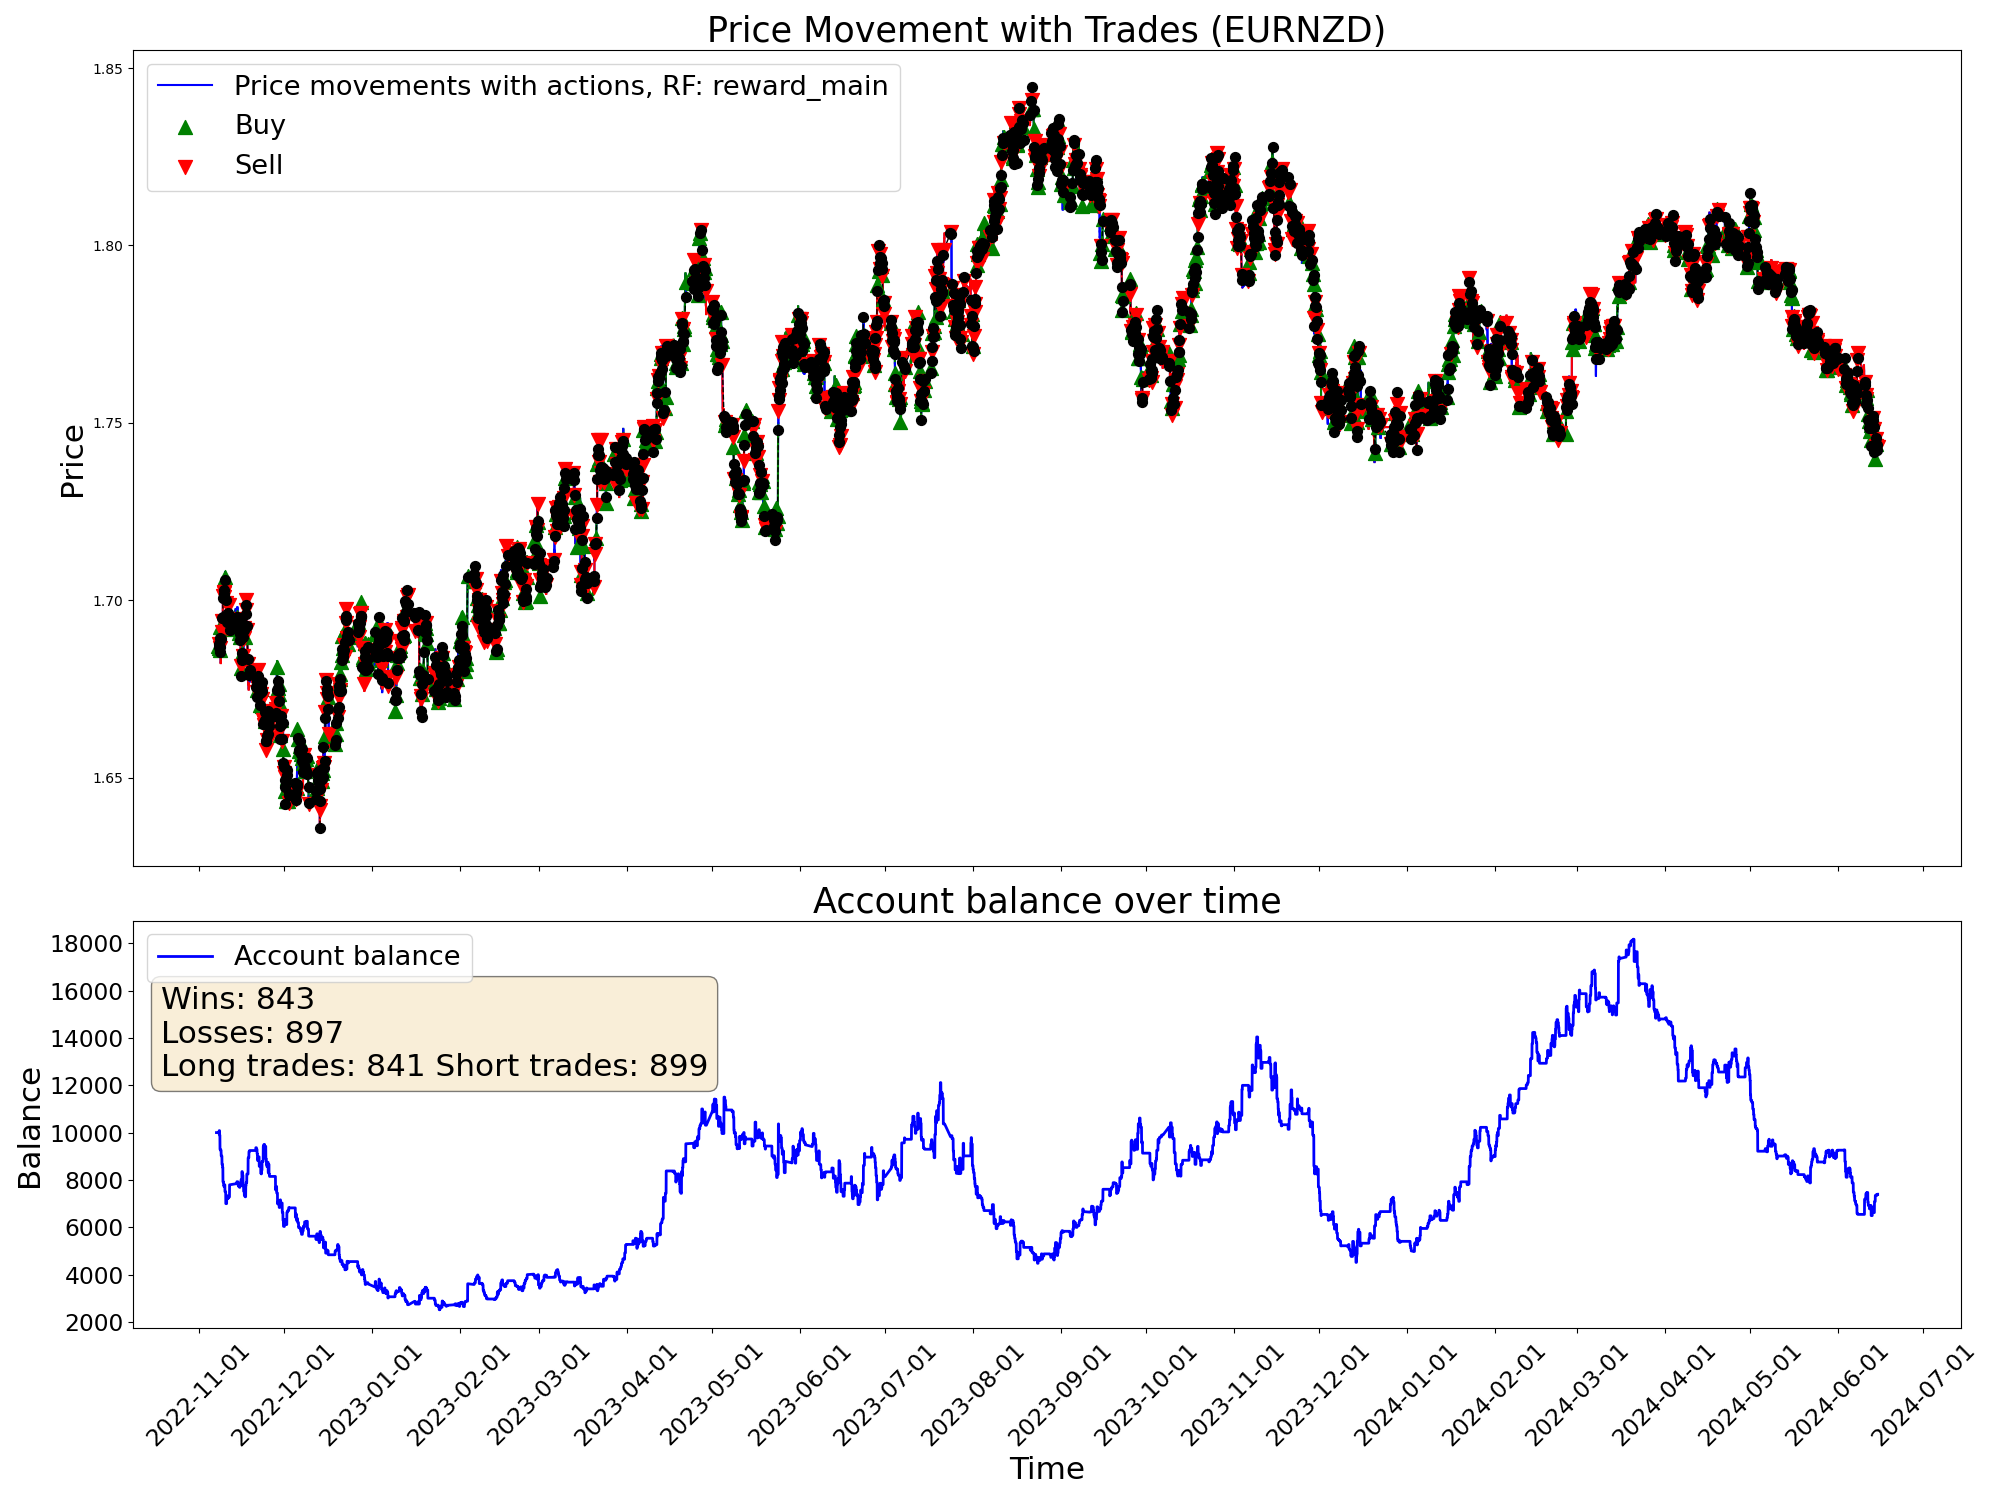 Price Movement with Trades (EURNZD)
Price movements with actions, RF: reward_main
Buy
Sell
1.85
1.80
1.75
1.70
1.65
Price
Account balance over time
Account balance
Wins: 843
Losses: 897
Long trades: 841 Short trades: 899
18000
16000
14000
12000
10000
8000
6000
4000
2000
Balance
2022-11-01
2022-12-01
2023-01-01
2023-02-01
2023-03-01
2023-04-01
2023-05-01
2023-06-01
2023-07-01
2023-08-01
2023-09-01
2023-10-01
2023-11-01
2023-12-01
2024-01-01
2024-02-01
2024-03-01
2024-04-01
2024-05-01
2024-06-01
2024-07-01
Time